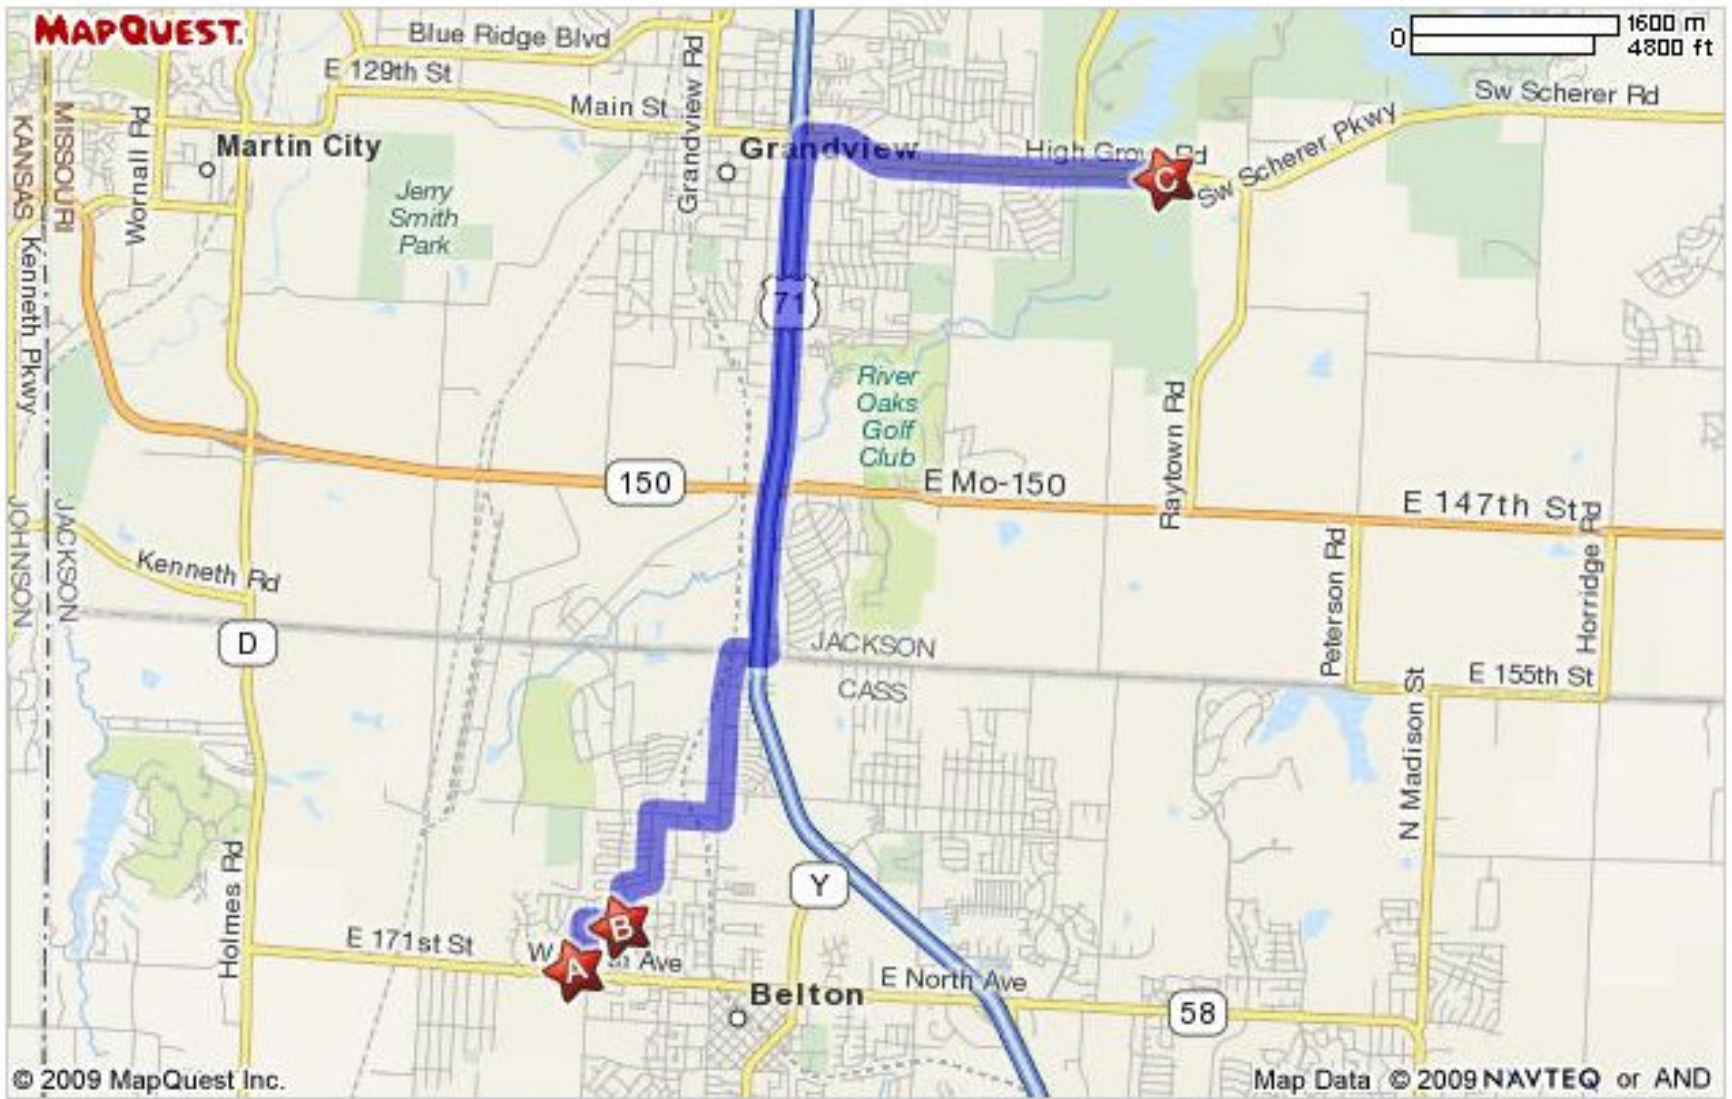 MAPQUEST.
Blue Ridge Blvd
E 129th St
Main St
Grandview Rd
0
1600 m
4800 ft
Sw Scherer Rd
Sw Scherer Pkwy
KANSAS
MISSOURI
Wornall Rd
Martin City
Grandview
High Grov Rd
C
Jerry
Smith
Park
Kenneth Pkwy
71
River
Oaks
Golf
Club
Raytown Rd
150
E Mo-150
E 147th St
JOHNSON
JACKSON
Kenneth Rd
Peterson Rd
Horridge Rd
D
JACKSON
CASS
E 155th St
N Madison St
Holmes Rd
Y
B
E 171st St
W
Ave
A
E North Ave
Belton
58
© 2009 MapQuest Inc.
Map Data © 2009 NAVTEQ or AND